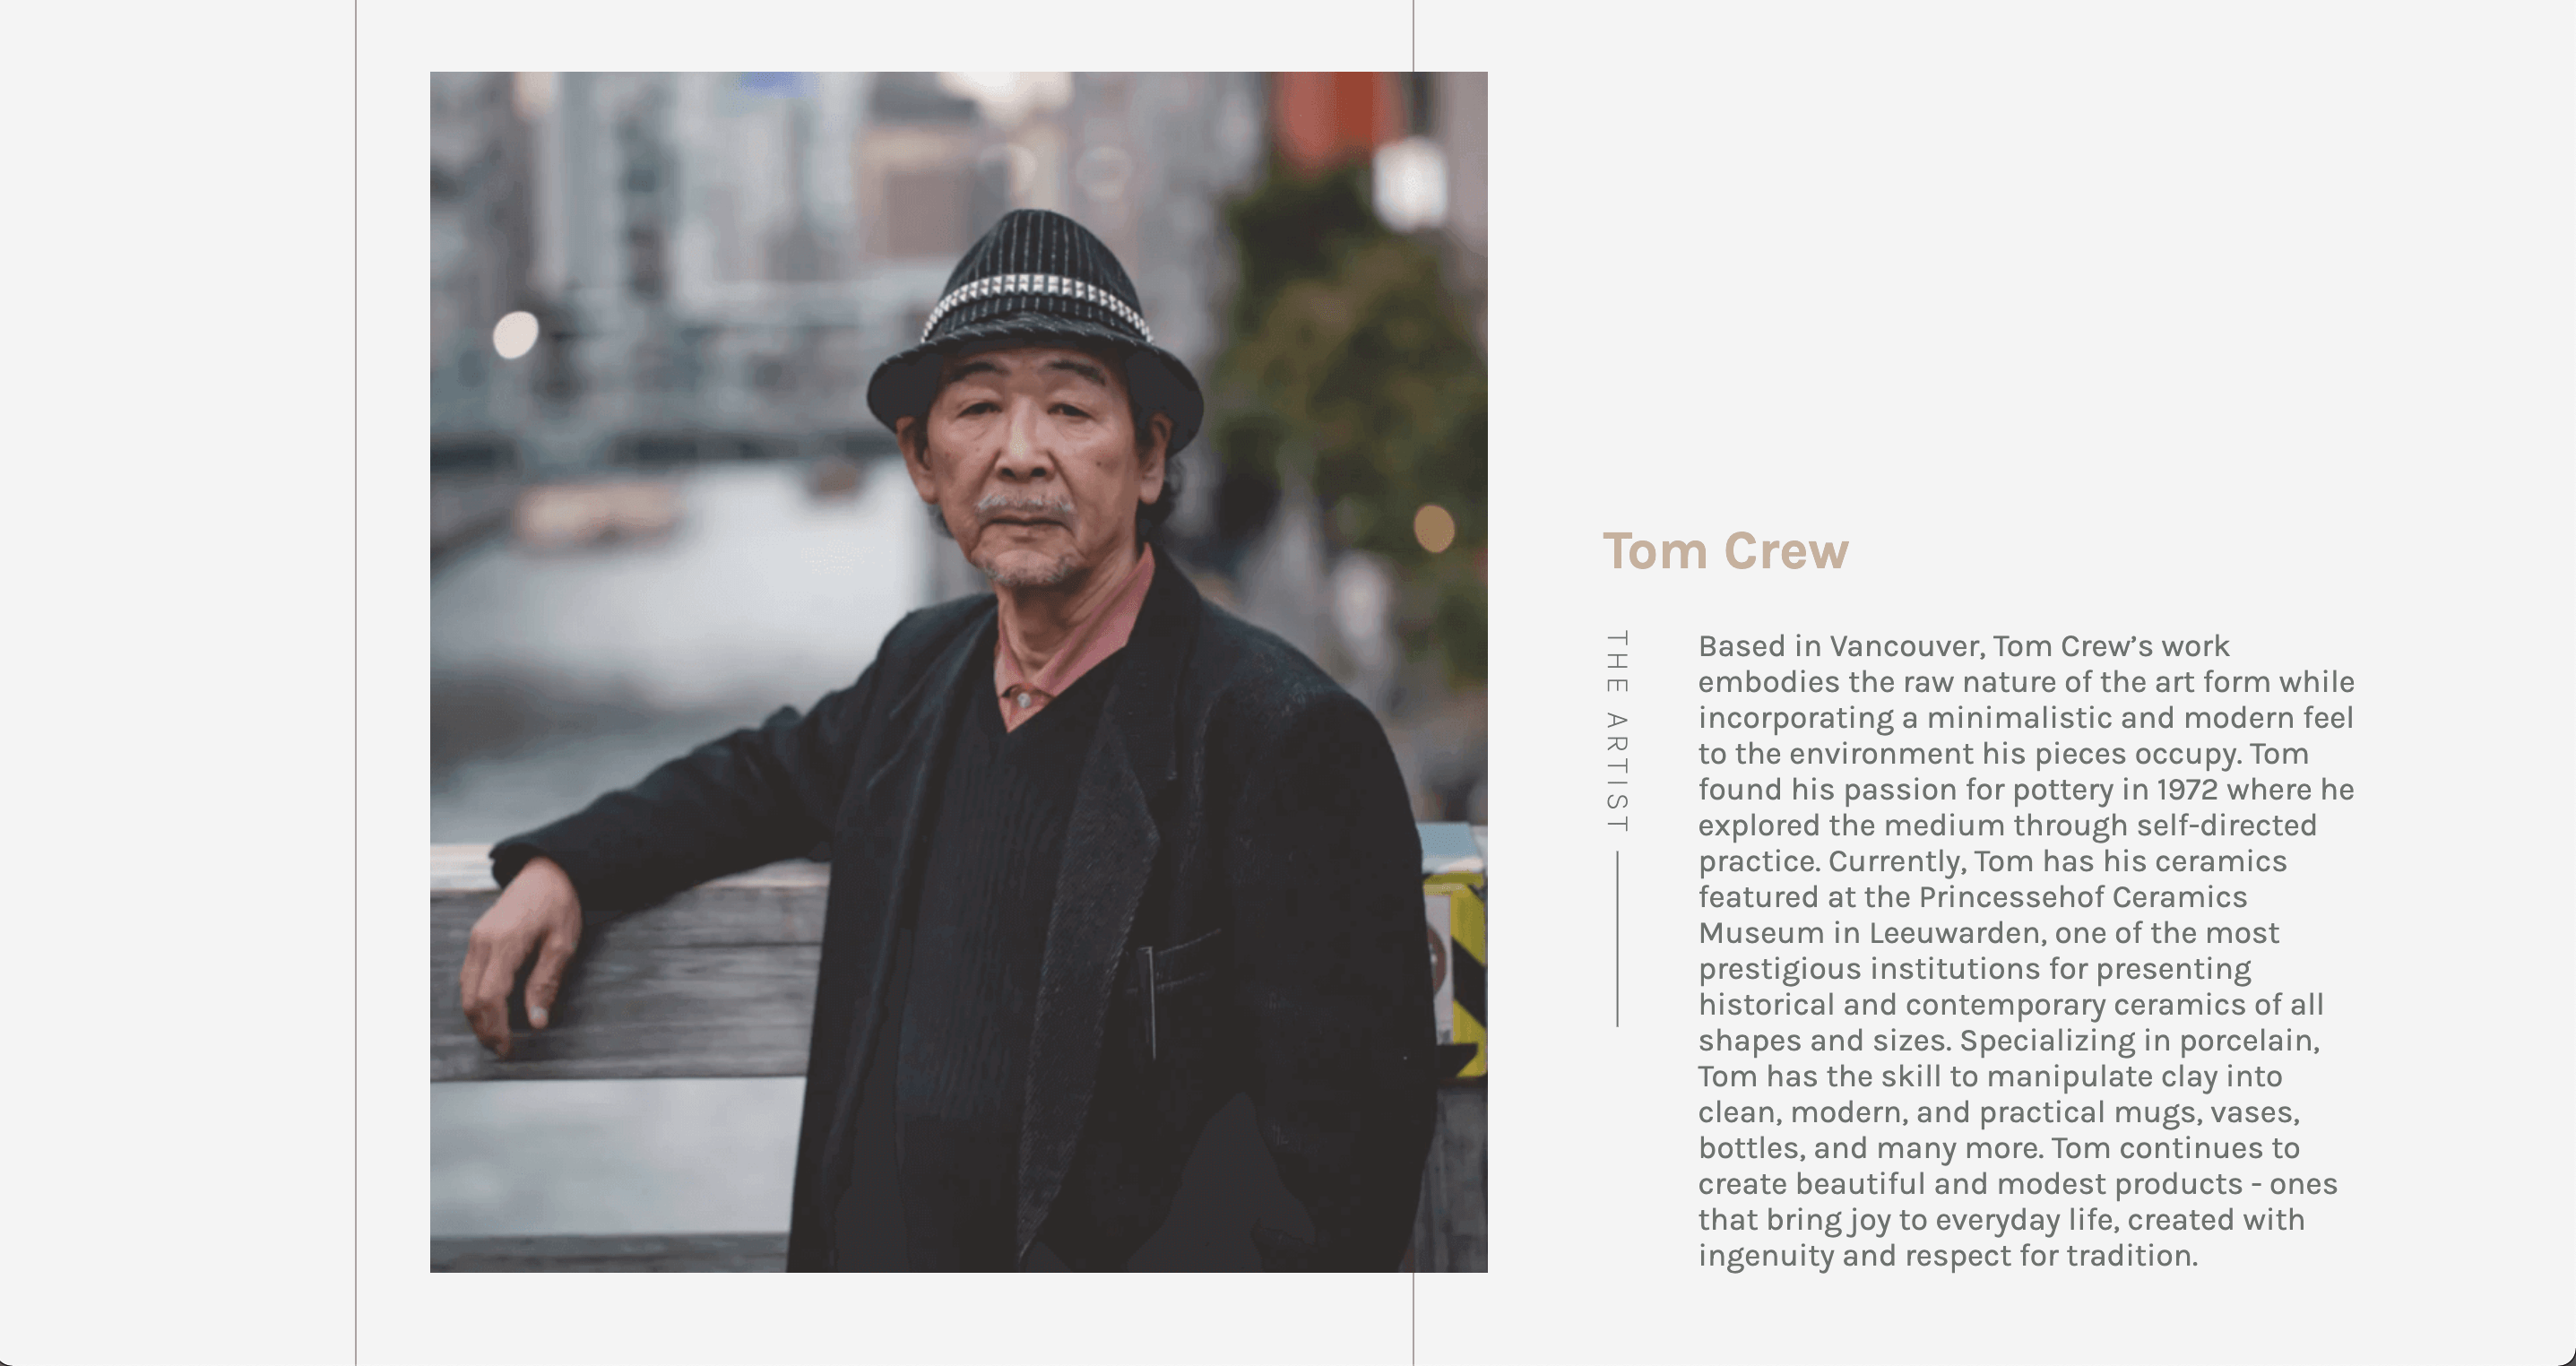 Tom Crew
THE ARTIST
Based in Vancouver, Tom Crew’s work
embodies the raw nature of the art form while
incorporating a minimalistic and modern feel
to the environment his pieces occupy. Tom
found his passion for pottery in 1972 where he
explored the medium through self-directed
practice. Currently, Tom has his ceramics
featured at the Princessehof Ceramics
Museum in Leeuwarden, one of the most
prestigious institutions for presenting
historical and contemporary ceramics of all
shapes and sizes. Specializing in porcelain,
Tom has the skill to manipulate clay into
clean, modern, and practical mugs, vases,
bottles, and many more. Tom continues to
create beautiful and modest products - ones
that bring joy to everyday life, created with
ingenuity and respect for tradition.